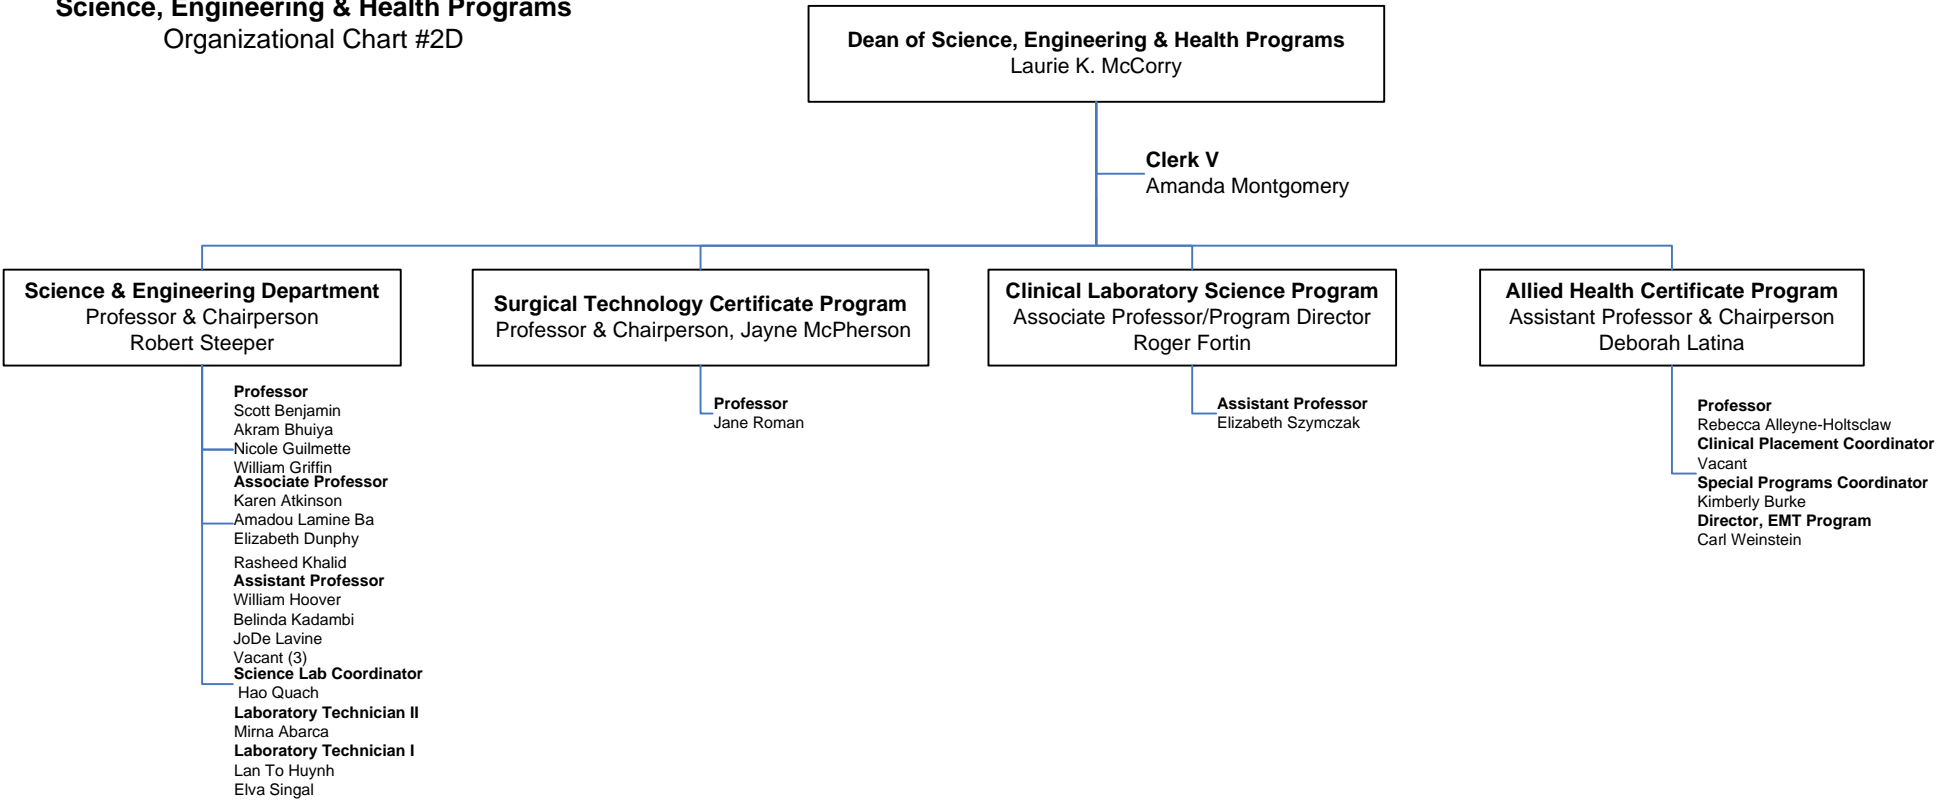 Science, Engineering & Health Programs
Organizational Chart #2D
Dean of Science, Engineering & Health Programs
Laurie K. McCorry
Clerk V
Amanda Montgomery
Science & Engineering Department
Professor & Chairperson
Robert Steeper
Professor
Scott Benjamin
Akram Bhuiya
Nicole Guilmette
William Griffin
Associate Professor
Karen Atkinson
Amadou Lamine Ba
Elizabeth Dunphy
Rasheed Khalid
Assistant Professor
William Hoover
Belinda Kadambi
JoDe Lavine
Vacant (3)
Science Lab Coordinator
Hao Quach
Laboratory Technician II
Mirna Abarca
Laboratory Technician I
Lan To Huynh
Elva Singal
Surgical Technology Certificate Program
Professor & Chairperson, Jayne McPherson
Professor
Jane Roman
Clinical Laboratory Science Program
Associate Professor/Program Director
Roger Fortin
Assistant Professor
Elizabeth Szymczak
Allied Health Certificate Program
Assistant Professor & Chairperson
Deborah Latina
Professor
Rebecca Alleyne-Holtsclaw
Clinical Placement Coordinator
Vacant
Special Programs Coordinator
Kimberly Burke
Director, EMT Program
Carl Weinstein